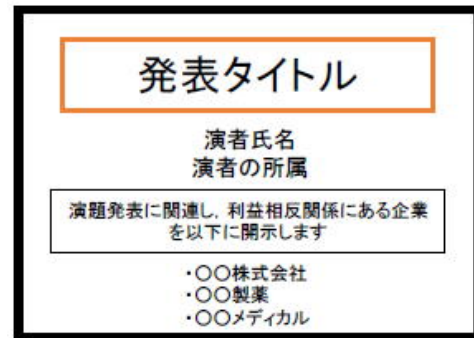 発表タイトル
演者氏名
演者の所属
演題発表に関連し，利益相反関係にある企業
を以下に開示します
・〇〇株式会社
・〇〇製薬
・〇〇メディカル